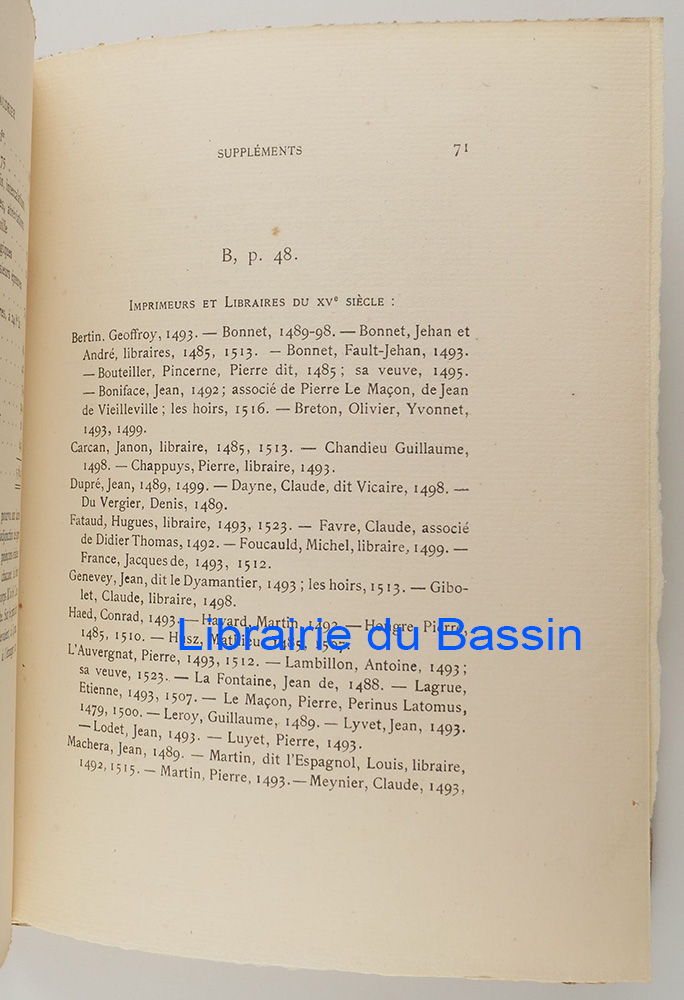 SUPPLÉMENTS 71
B, p. 48.
IMPRIMEURS ET LIBRAIRES DU XVe SIÈCLE :
Bertin. Geoffroy, 1493. — Bonnet, 1489-98. — Bonnet, Jehan et
André, libraires, 1485, 1513. — Bonnet, Fault-Jehan, 1493.
— Bouteiller, Pincerne, Pierre dit, 1485 ; sa veuve, 1495.
— Boniface, Jean, 1492 ; associé de Pierre Le Maçon, de Jean
de Vieilleville ; les hoirs, 1516. — Breton, Olivier, Yvonnet,
1493, 1499.
Carcan, Janon, libraire, 1485, 1513. — Chandieu Guillaume,
1498. — Chappuys, Pierre, libraire, 1493.
Dupré, Jean, 1489, 1499. — Dayne, Claude, dit Vicaire, 1498. —
Du Vergier, Denis, 1489.
Fataud, Hugues, libraire, 1493, 1523. — Favre, Claude, associé
de Didier Thomas, 1492. — Foucauld, Michel, libraire, 1499. —
France, Jacques de, 1493, 1512.
Genevey, Jean, dit le Dyamantier, 1493 ; les hoirs, 1513. — Gibo-
let, Claude, libraire, 1498.
Haed, Conrad, 1493. — Havard, Martin, 1492. — Hongre, Pierre,
1485, 1510. — Husz, Mathieu, 1485, 1507.
Librairie du Bassin
L'Auvergnat, Pierre, 1493, 1512. — Lambillon, Antoine, 1493 ;
sa veuve, 1523. — La Fontaine, Jean de, 1488. — Lagrue,
Etienne, 1493, 1507. — Le Maçon, Pierre, Perinus Latomus,
1479, 1500. — Leroy, Guillaume, 1489. — Lyvet, Jean, 1493.
— Lodet, Jean, 1493. — Luyet, Pierre, 1493.
Machera, Jean, 1489. — Martin, dit l'Espagnol, Louis, libraire,
1492, 1515. — Martin, Pierre, 1493. — Meynier, Claude, 1493,